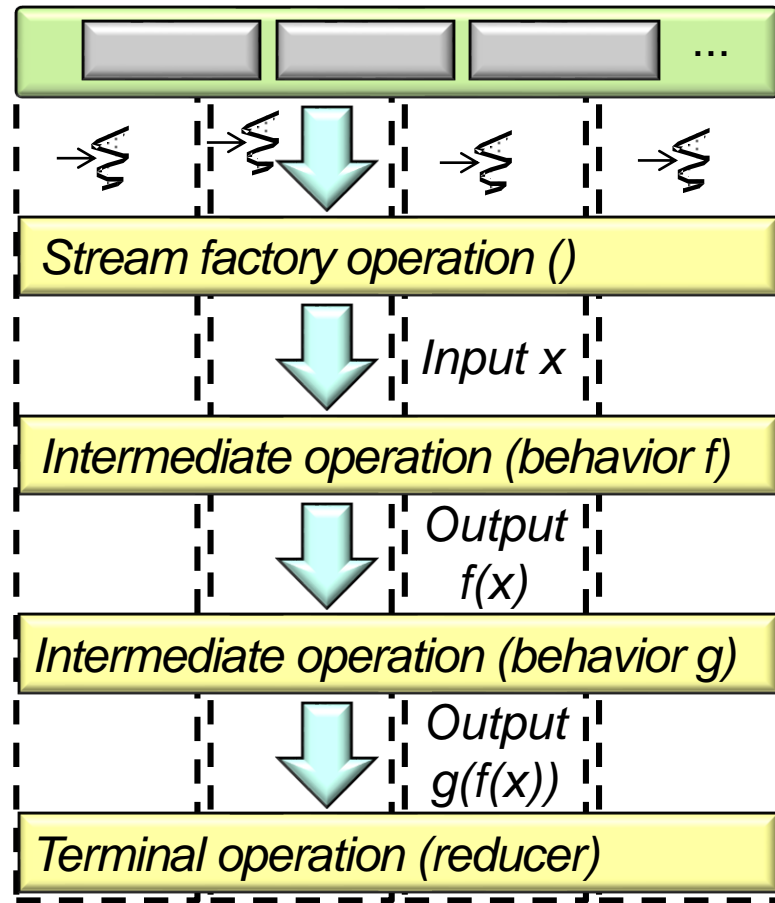 ...
Stream factory operation ()
Input x
Intermediate operation (behavior f)
Output
f(x)
Intermediate operation (behavior g)
Output
g(f(x))
Terminal operation (reducer)